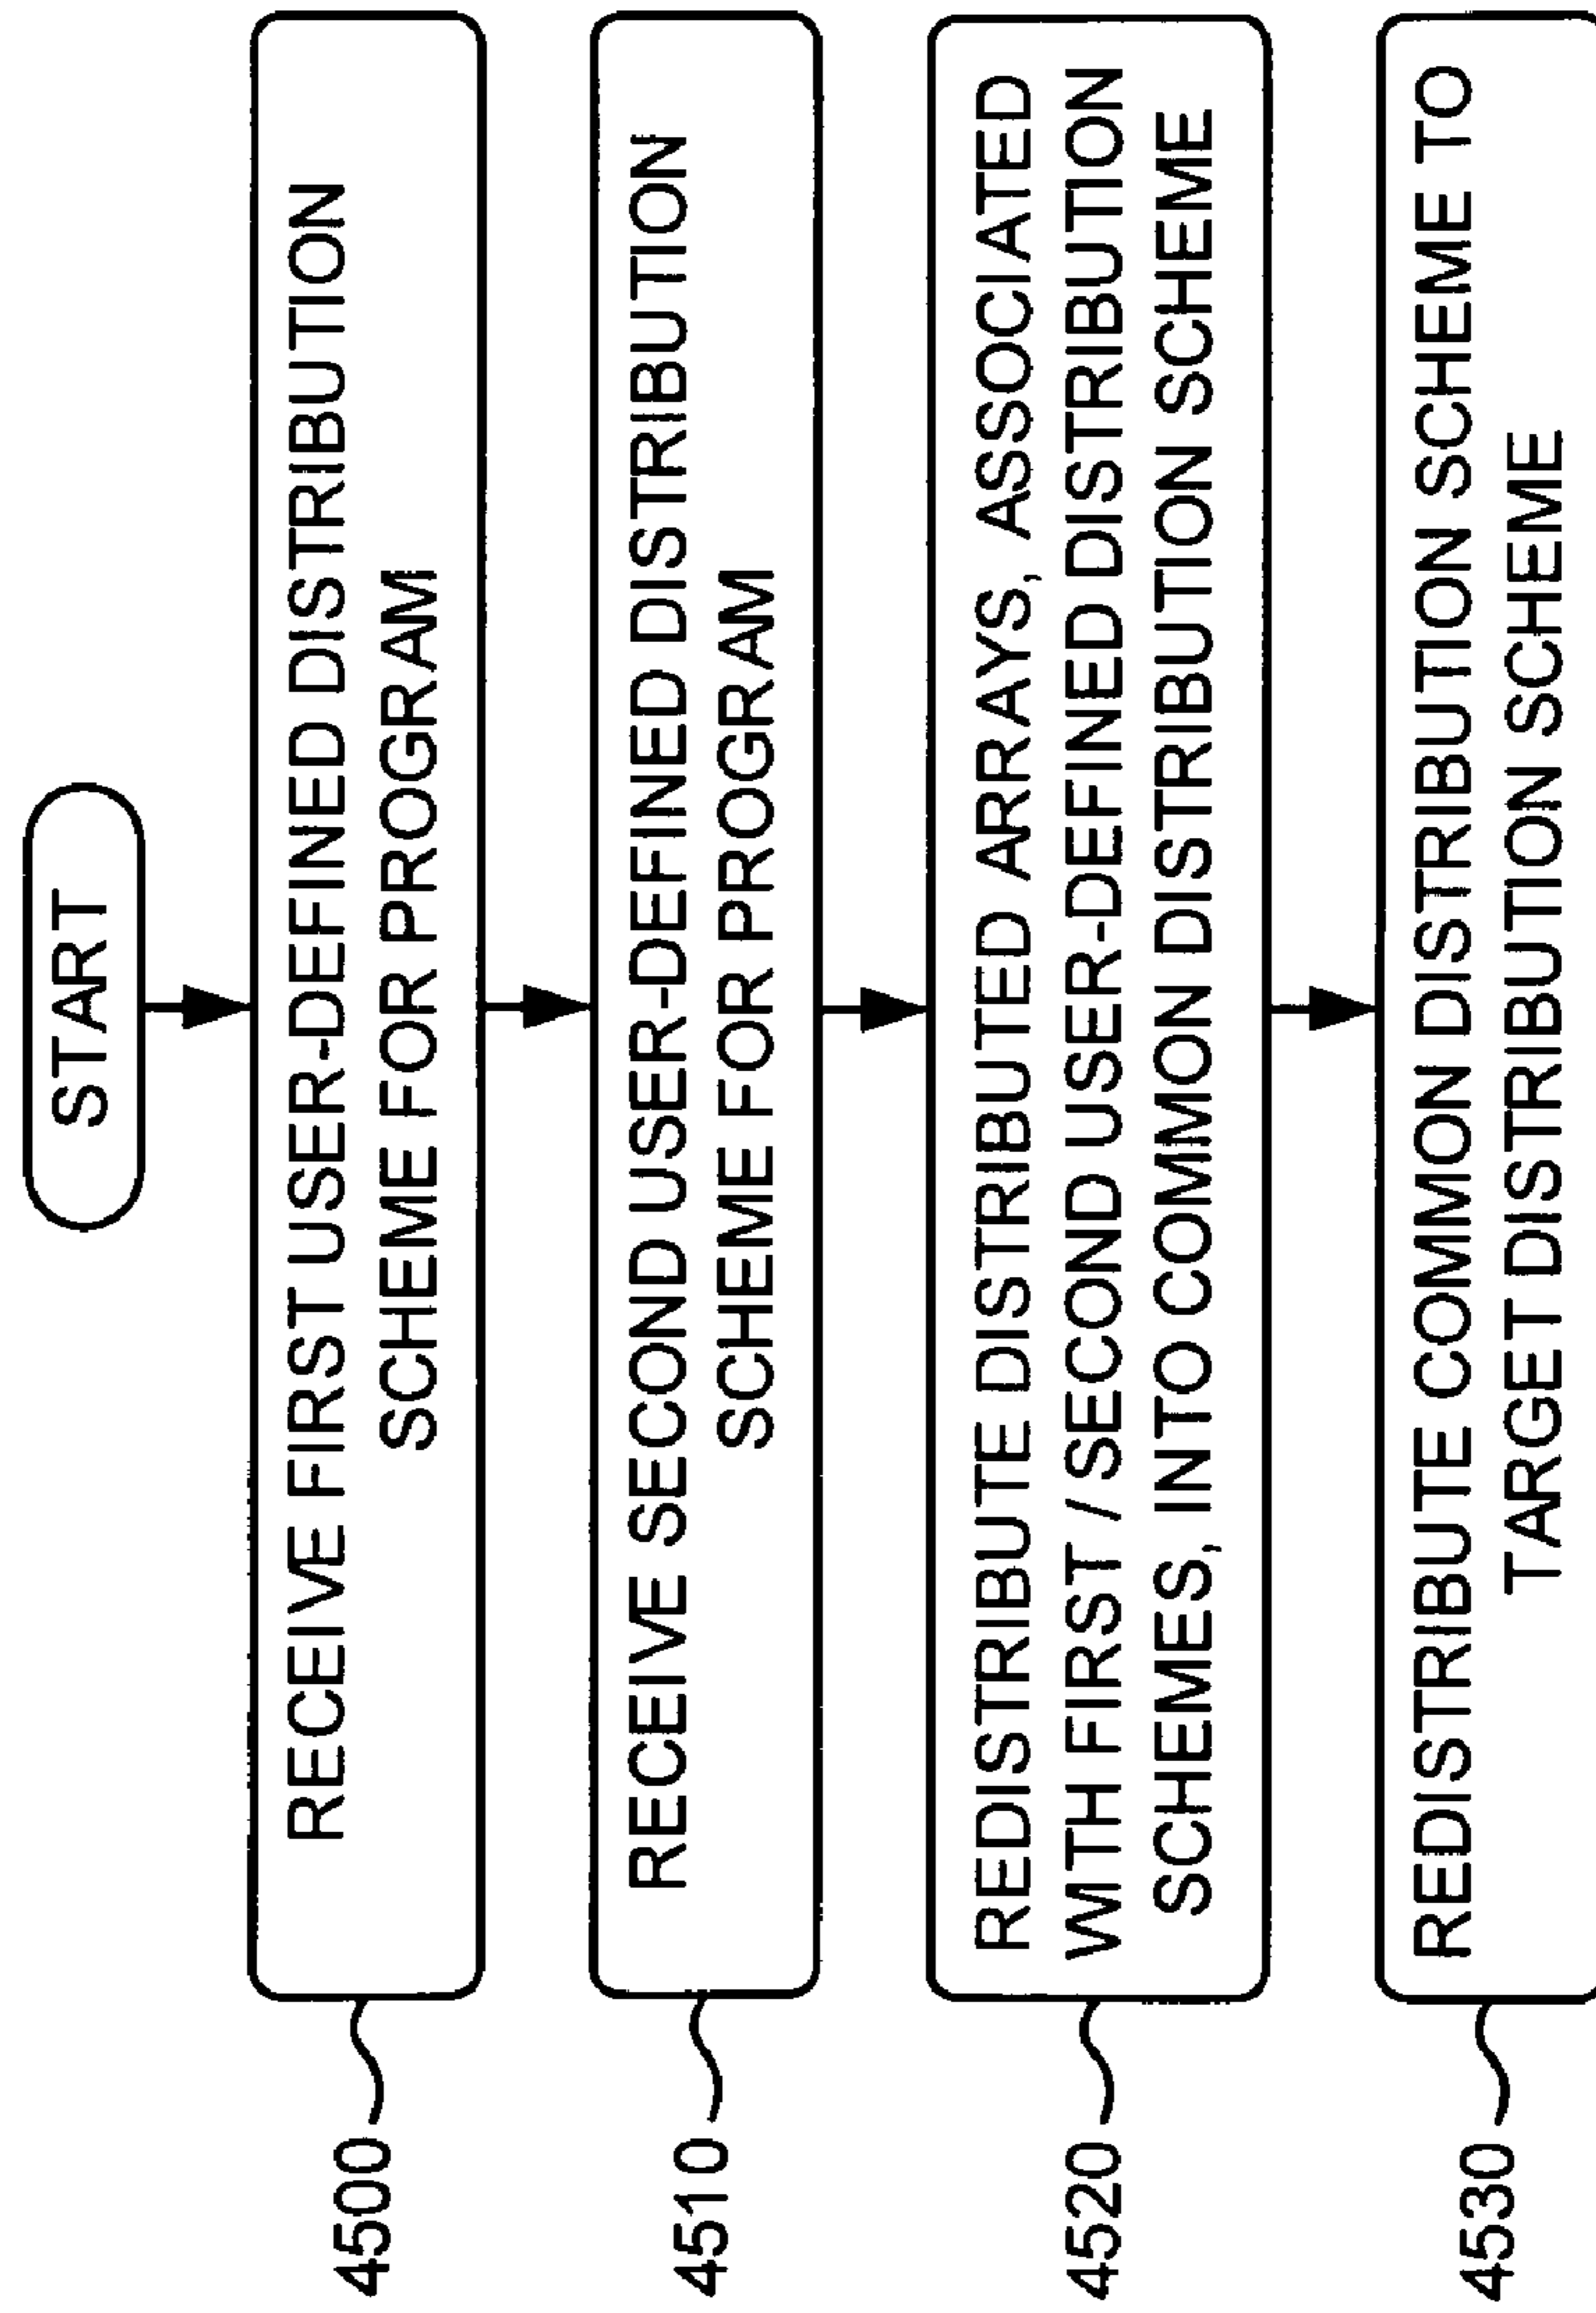 START
4500
RECEIVE FIRST USER-DEFINED DISTRIBUTION
SCHEME FOR PROGRAM
4510
RECEIVE SECOND USER-DEFINED DISTRIBUTION
SCHEME FOR PROGRAM
4520
REDISTRIBUTE DISTRIBUTED ARRAYS, ASSOCIATED
WITH FIRST / SECOND USER-DEFINED DISTRIBUTION
SCHEMES, INTO COMMON DISTRIBUTION SCHEME
4530
REDISTRIBUTE COMMON DISTRIBUTION SCHEME TO
TARGET DISTRIBUTION SCHEME